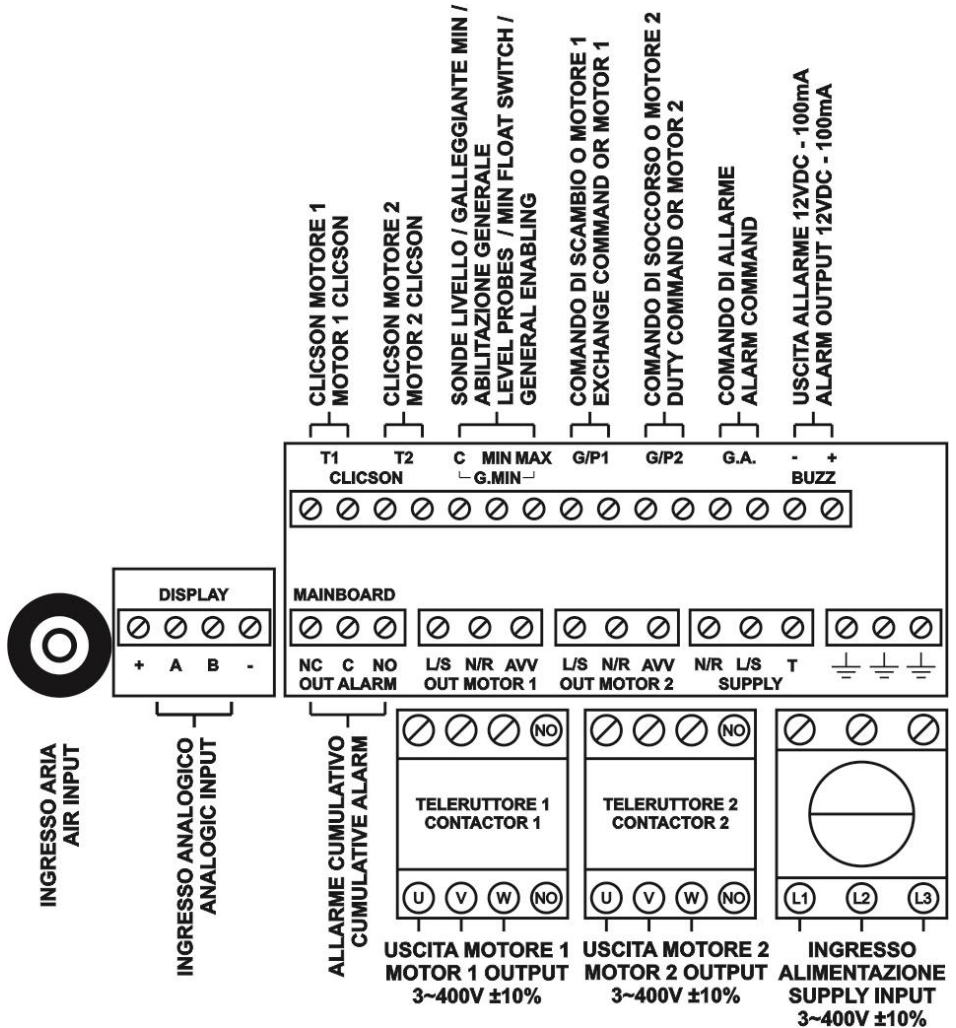 CLICSON MOTORE 1
MOTOR 1 CLICSON
CLICSON MOTORE 2
MOTOR 2 CLICSON
SONDE LIVELLO / GALLEGGIANTE MIN /
ABILITAZIONE GENERALE
LEVEL PROBES / MIN FLOAT SWITCH /
GENERAL ENABLING
COMANDO DI SCAMBIO O MOTORE 1
EXCHANGE COMMAND OR MOTOR 1
COMANDO DI SOCCORSO O MOTORE 2
DUTY COMMAND OR MOTOR 2
COMANDO DI ALLARME
ALARM COMMAND
USCITA ALLARME 12VDC - 100mA
ALARM OUTPUT 12VDC - 100mA
T1 T2 C MIN MAX G/P1 G/P2 G.A. - +
CLICSON G.MIN BUZZ
DISPLAY
+ A B -
MAINBOARD
NC C NO L/S N/R AVV L/S N/R AVV N/R L/S T
OUT ALARM OUT MOTOR 1 OUT MOTOR 2 SUPPLY
INGRESSO ARIA
AIR INPUT
INGRESSO ANALOGICO
ANALOGIC INPUT
ALLARME CUMULATIVO
CUMULATIVE ALARM
NO
TELERUTTORE 1
CONTACTOR 1
U V W NO
USCITA MOTORE 1
MOTOR 1 OUTPUT
3~400V ±10%
NO
TELERUTTORE 2
CONTACTOR 2
U V W NO
USCITA MOTORE 2
MOTOR 2 OUTPUT
3~400V ±10%
L1 L2 L3
INGRESSO
ALIMENTAZIONE
SUPPLY INPUT
3~400V ±10%